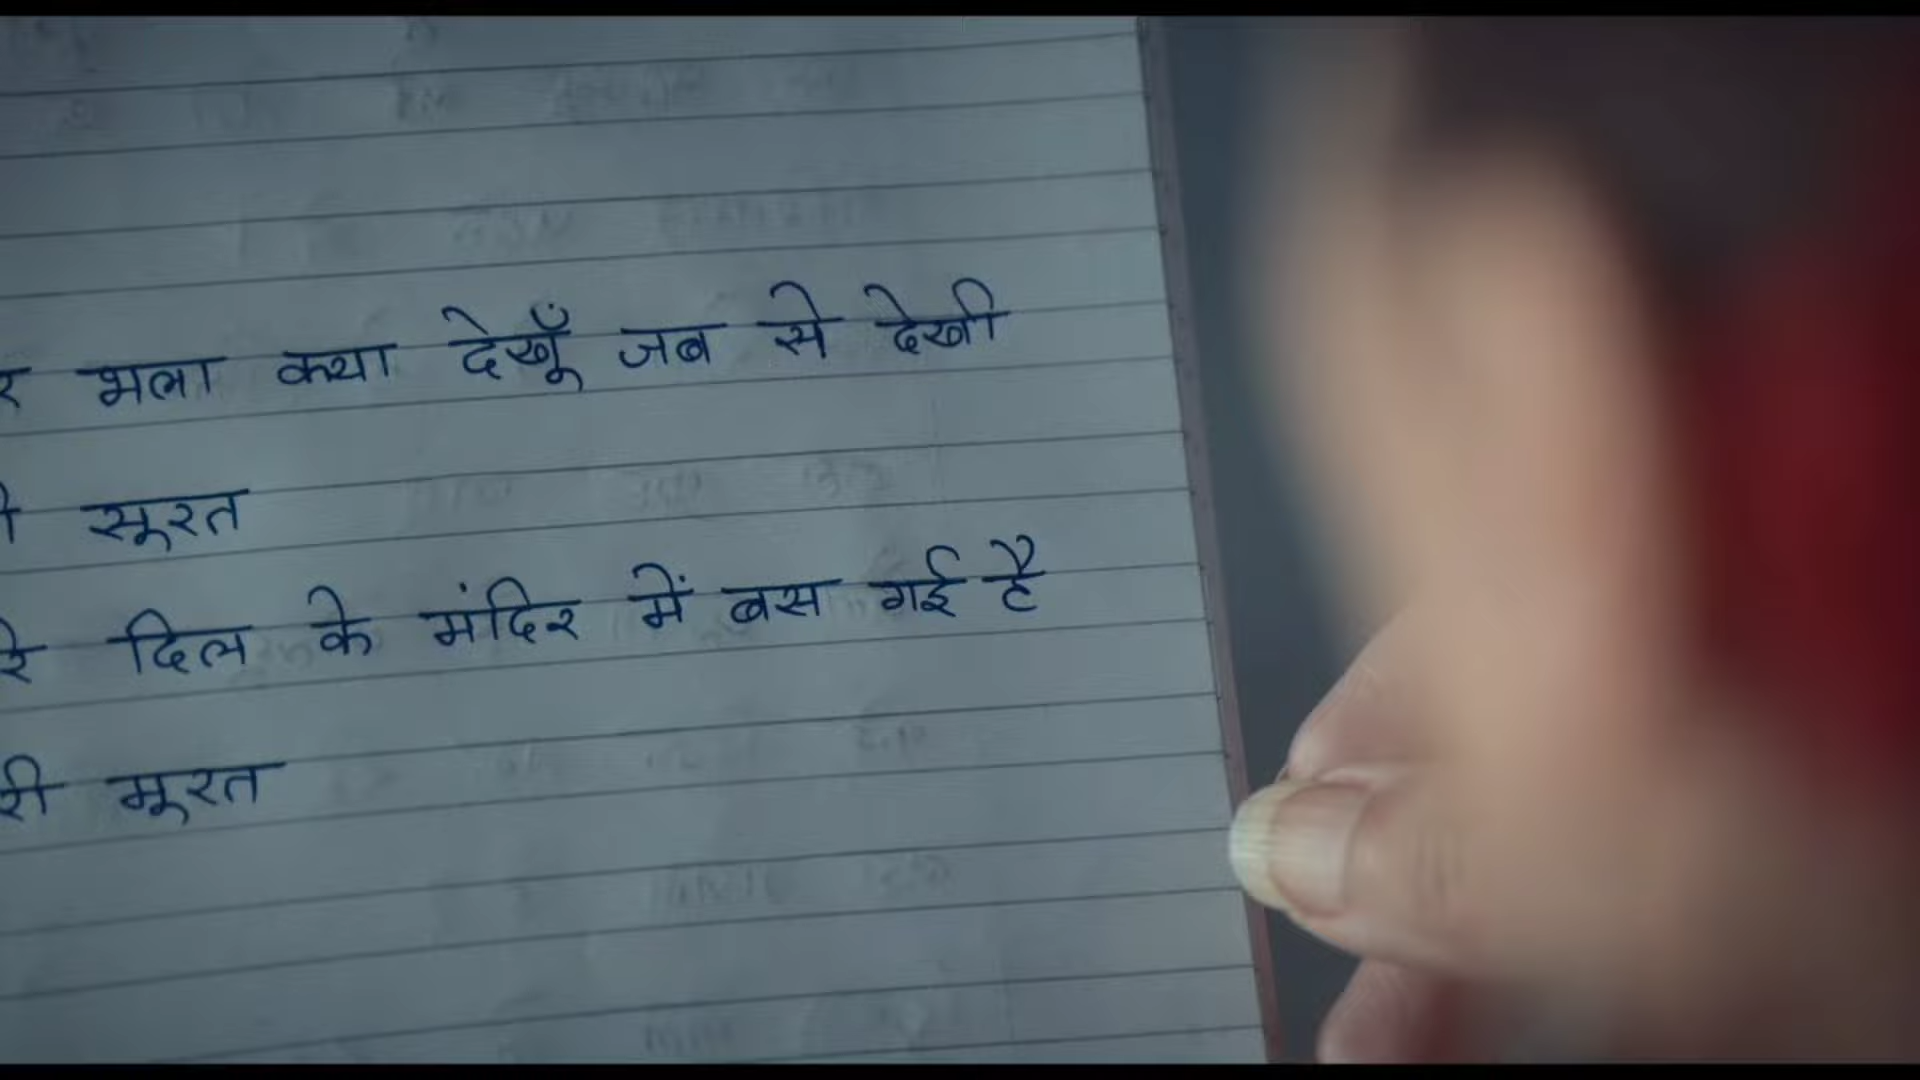 भला क्या देखूँ जब से देखी
सूरत
दिल के मंदिर में बस गई है
मूरत